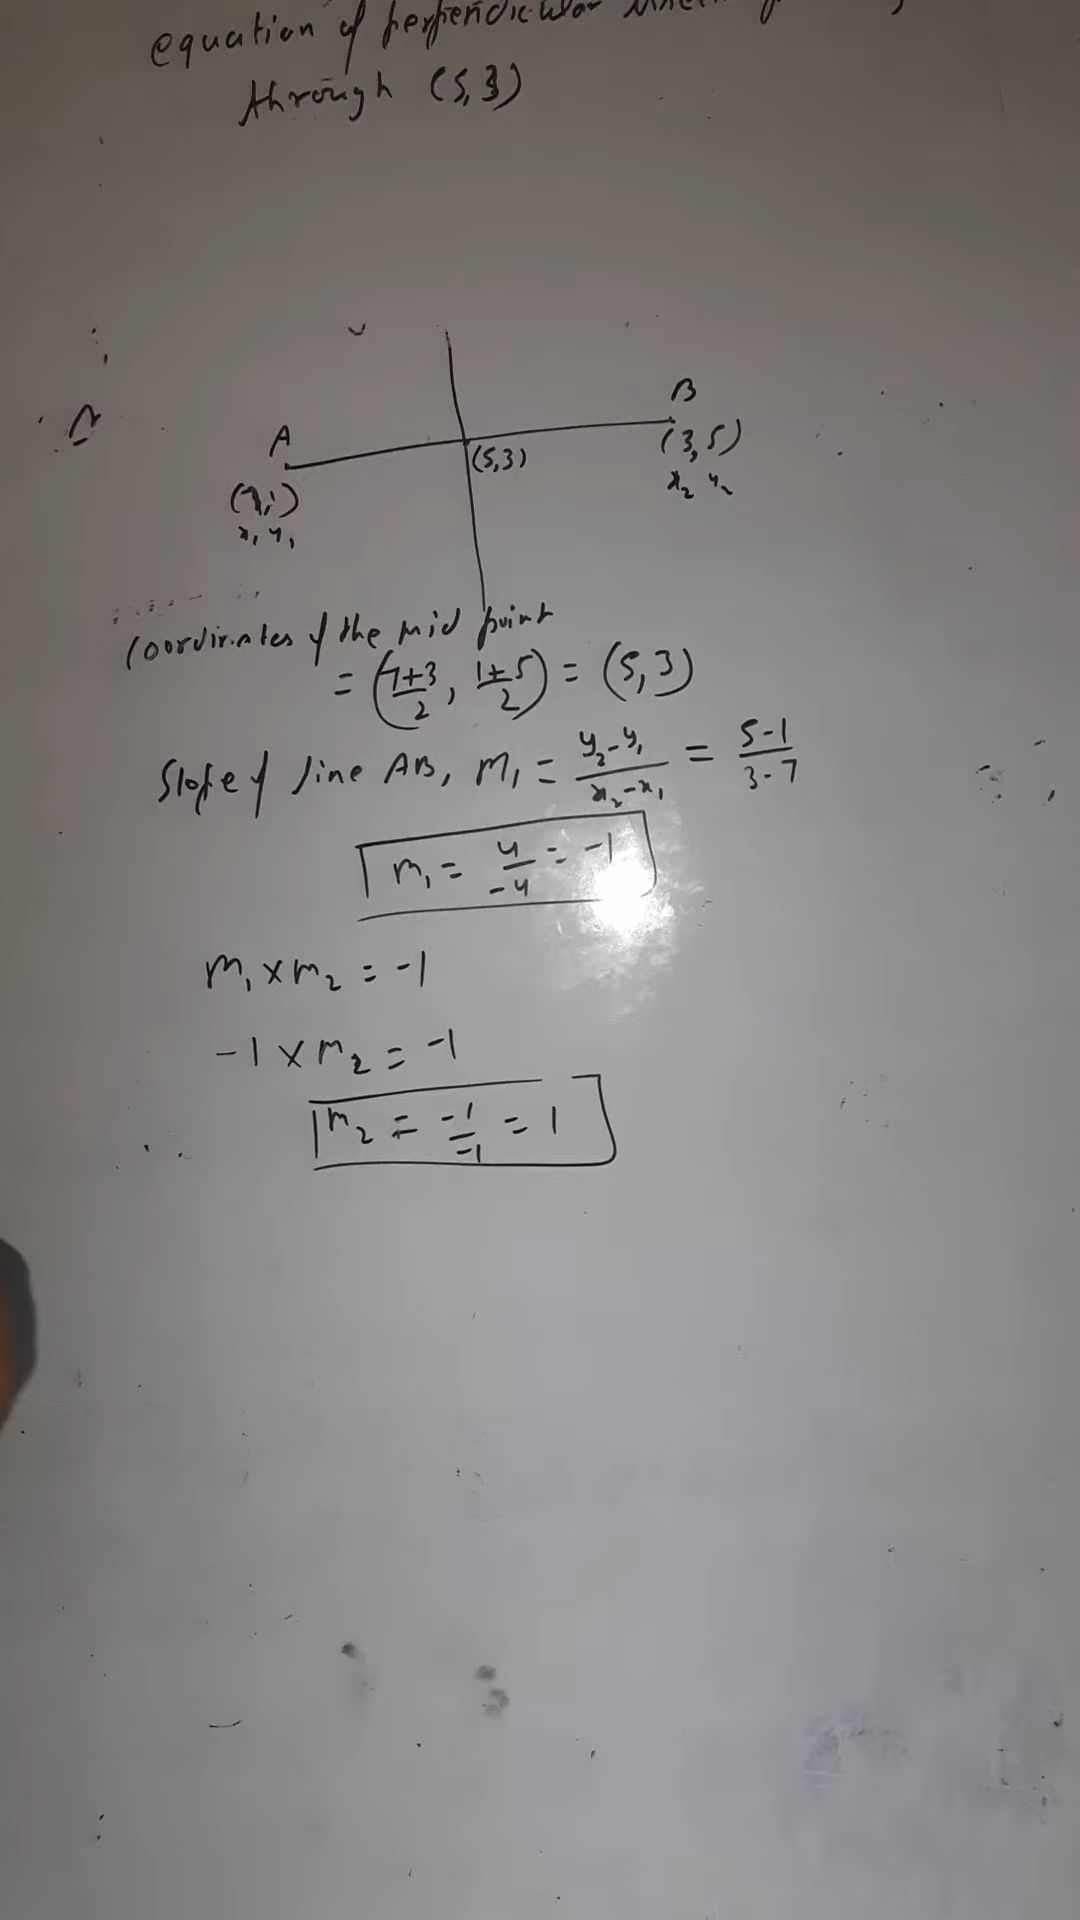 equation of perpendicular
through (5,3)
A
B
(7,1)
(5,3)
(3,5)
x₁ y₁
x₂ y₂
Coordinates of the mid point
= (7+3/2, 1+5/2) = (5,3)
Slope of line AB, m₁ = y₂-y₁/x₂-x₁ = 5-1/3-7
m₁ = 4/-4 = -1
m₁ × m₂ = -1
-1 × m₂ = -1
m₂ = -1/-1 = 1